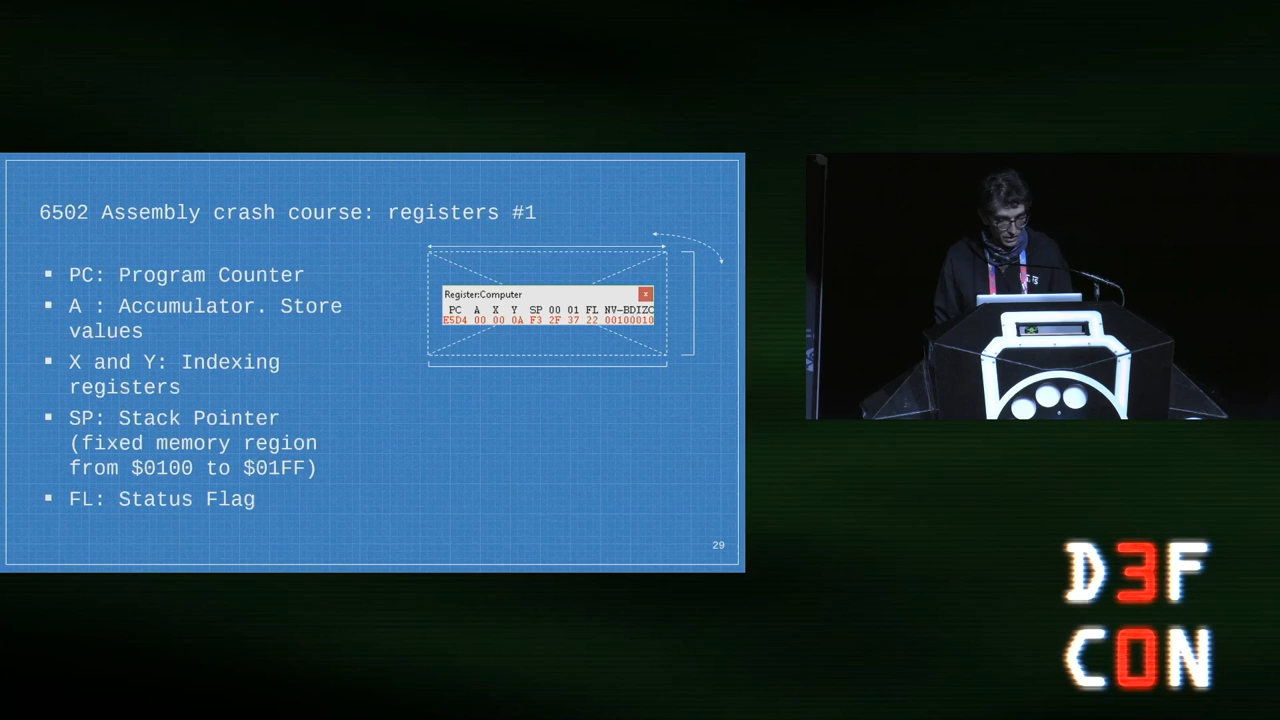 6502 Assembly crash course: registers #1
▪ PC: Program Counter
▪ A : Accumulator. Store
values
▪ X and Y: Indexing
registers
▪ SP: Stack Pointer
(fixed memory region
from $0100 to $01FF)
▪ FL: Status Flag
Register:Computer
x
PC A X Y SP 00 01 FL NV-BDIZC
E5D4 00 00 0A F3 2F 37 22 00100010
29
D3F
C0N